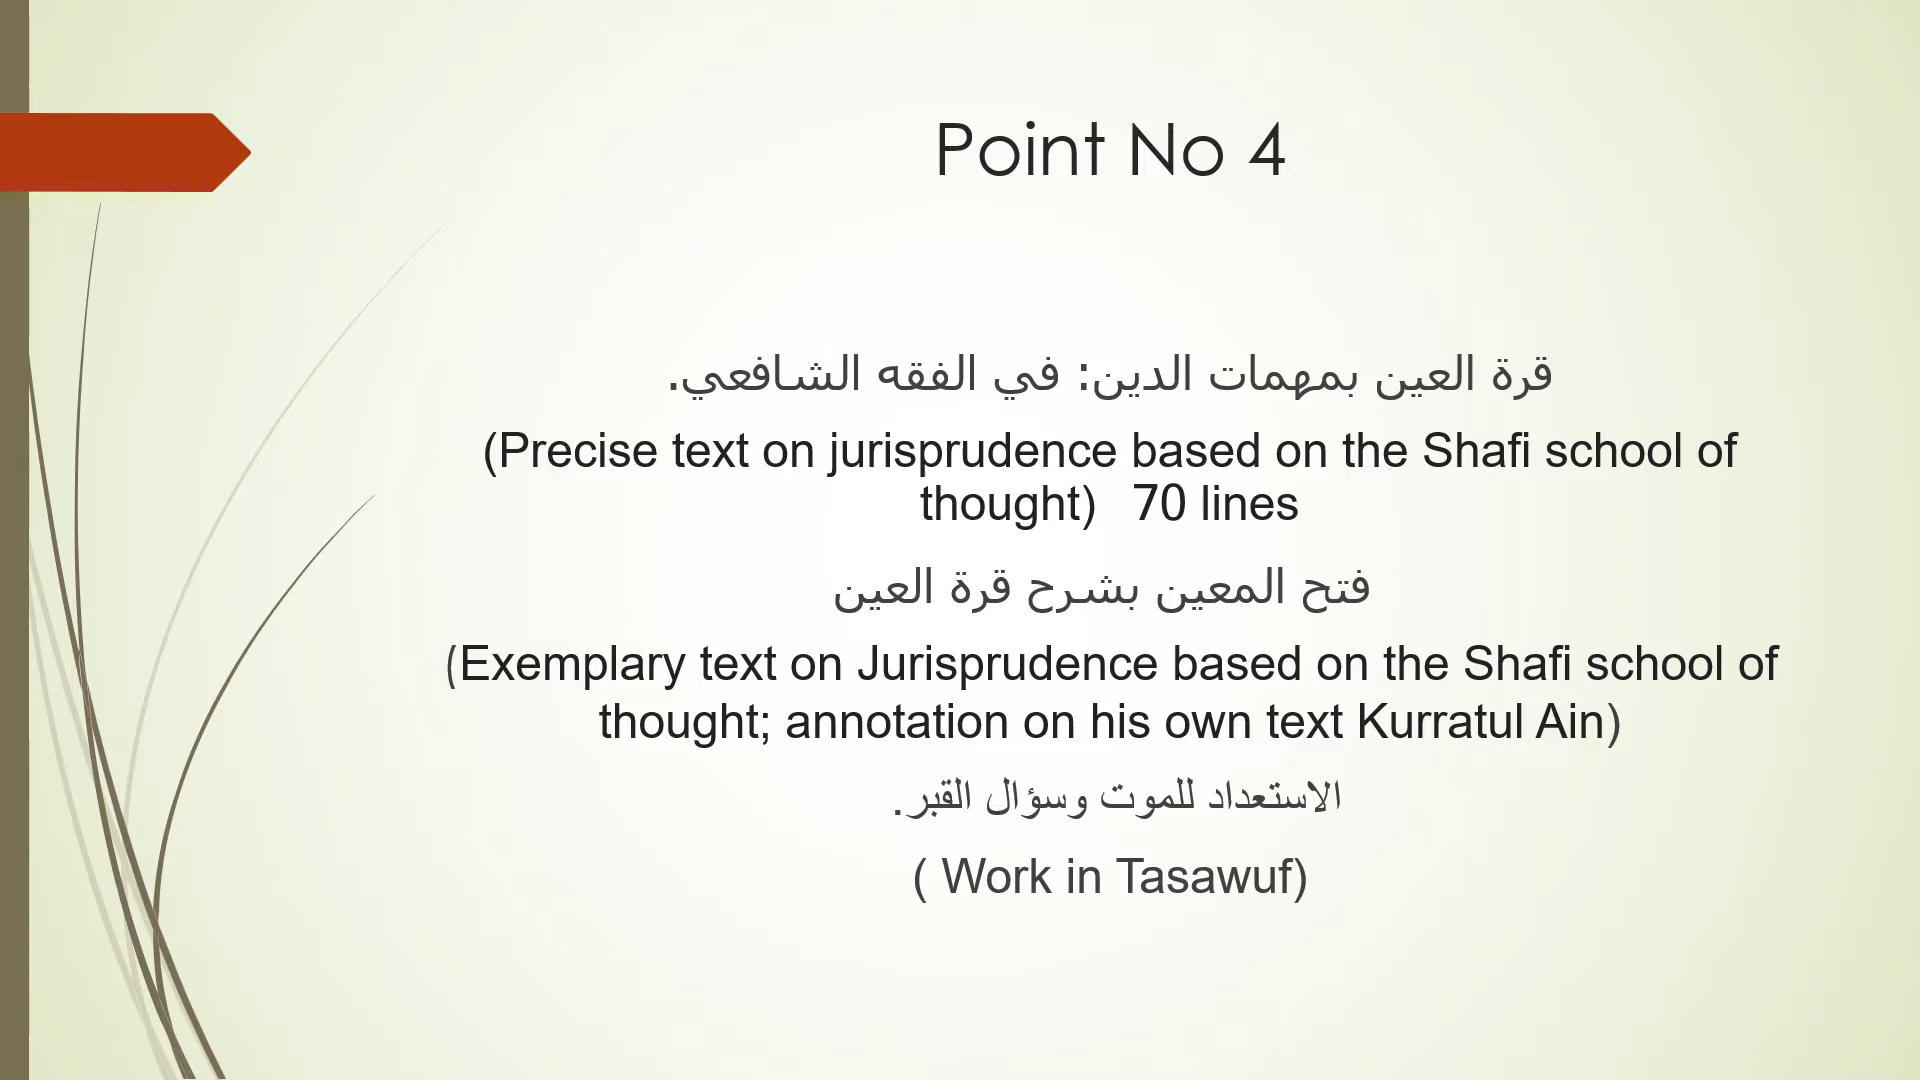 Point No 4
قرة العين بمهمات الدين: في الفقه الشافعي.
(Precise text on jurisprudence based on the Shafi school of
thought) 70 lines
فتح المعين بشرح قرة العين
(Exemplary text on Jurisprudence based on the Shafi school of
thought; annotation on his own text Kurratul Ain)
الاستعداد للموت وسؤال القبر.
( Work in Tasawuf)